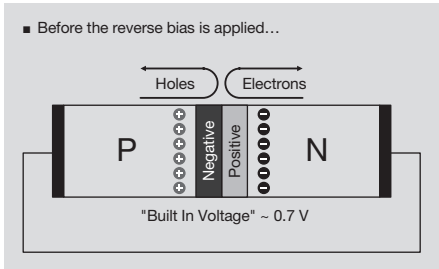 ■ Before the reverse bias is applied…
Holes Electrons
P Negative Positive N
"Built In Voltage" ~ 0.7 V